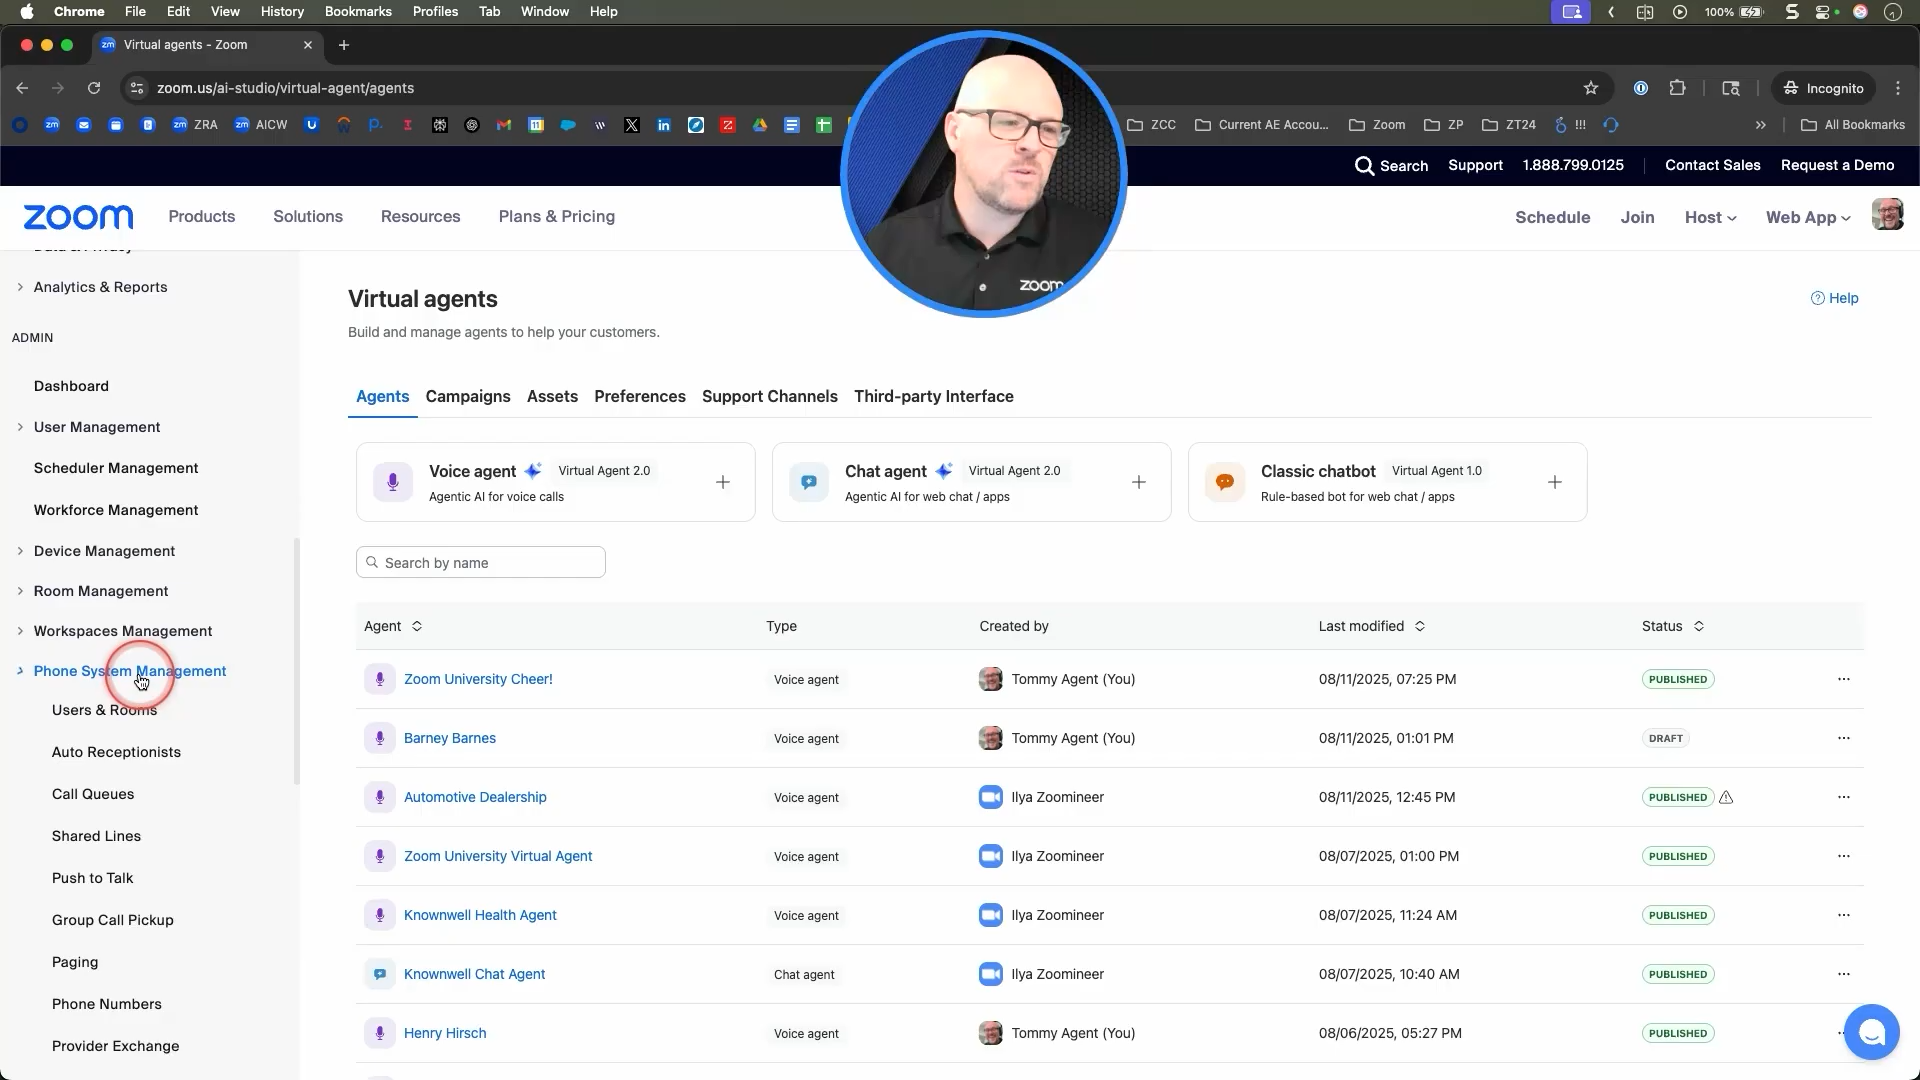 Chrome File Edit View History Bookmarks Profiles Tab Window Help 100%
Virtual agents - Zoom
zoom.us/ai-studio/virtual-agent/agents Incognito
ZRA AICW ZCC Current AE Accou... Zoom ZP ZT24 !!! All Bookmarks
Search Support 1.888.799.0125 Contact Sales Request a Demo
zoom Products Solutions Resources Plans & Pricing Schedule Join Host Web App
zoom
Analytics & Reports
ADMIN
Dashboard
User Management
Scheduler Management
Workforce Management
Device Management
Room Management
Workspaces Management
Phone System Management
Users & Rooms
Auto Receptionists
Call Queues
Shared Lines
Push to Talk
Group Call Pickup
Paging
Phone Numbers
Provider Exchange
Virtual agents
Help
Build and manage agents to help your customers.
Agents Campaigns Assets Preferences Support Channels Third-party Interface
Voice agent Virtual Agent 2.0
Agentic AI for voice calls
Chat agent Virtual Agent 2.0
Agentic AI for web chat / apps
Classic chatbot Virtual Agent 1.0
Rule-based bot for web chat / apps
Search by name
Agent Type Created by Last modified Status
Zoom University Cheer! Voice agent Tommy Agent (You) 08/11/2025, 07:25 PM PUBLISHED
Barney Barnes Voice agent Tommy Agent (You) 08/11/2025, 01:01 PM DRAFT
Automotive Dealership Voice agent Ilya Zoomineer 08/11/2025, 12:45 PM PUBLISHED
Zoom University Virtual Agent Voice agent Ilya Zoomineer 08/07/2025, 01:00 PM PUBLISHED
Knownwell Health Agent Voice agent Ilya Zoomineer 08/07/2025, 11:24 AM PUBLISHED
Knownwell Chat Agent Chat agent Ilya Zoomineer 08/07/2025, 10:40 AM PUBLISHED
Henry Hirsch Voice agent Tommy Agent (You) 08/06/2025, 05:27 PM PUBLISHED